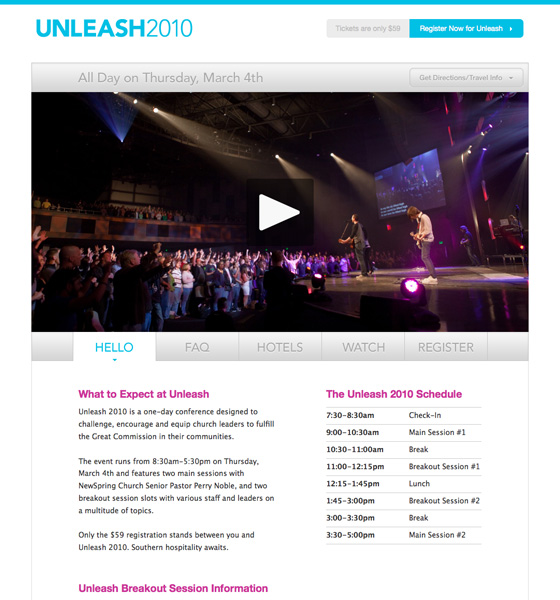 UNLEASH2010
Tickets are only $59
Register Now for Unleash
All Day on Thursday, March 4th
Get Directions/Travel Info
HELLO
FAQ
HOTELS
WATCH
REGISTER
What to Expect at Unleash
Unleash 2010 is a one-day conference designed to
challenge, encourage and equip church leaders to fulfill
the Great Commission in their communities.
The event runs from 8:30am-5:30pm on Thursday,
March 4th and features two main sessions with
NewSpring Church Senior Pastor Perry Noble, and two
breakout session slots with various staff and leaders on
a multitude of topics.
Only the $59 registration stands between you and
Unleash 2010. Southern hospitality awaits.
The Unleash 2010 Schedule
7:30-8:30am Check-In
9:00-10:30am Main Session #1
10:30-11:00am Break
11:00-12:15pm Breakout Session #1
12:15-1:45pm Lunch
1:45-3:00pm Breakout Session #2
3:00-3:30pm Break
3:30-5:00pm Main Session #2
Unleash Breakout Session Information